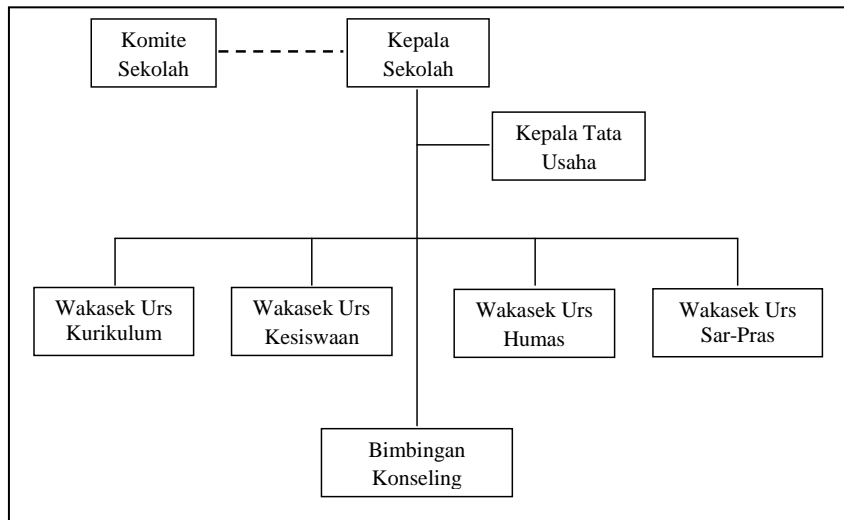 Komite
Sekolah
Kepala
Sekolah
Kepala Tata
Usaha
Wakasek Urs
Kurikulum
Wakasek Urs
Kesiswaan
Wakasek Urs
Humas
Wakasek Urs
Sar-Pras
Bimbingan
Konseling